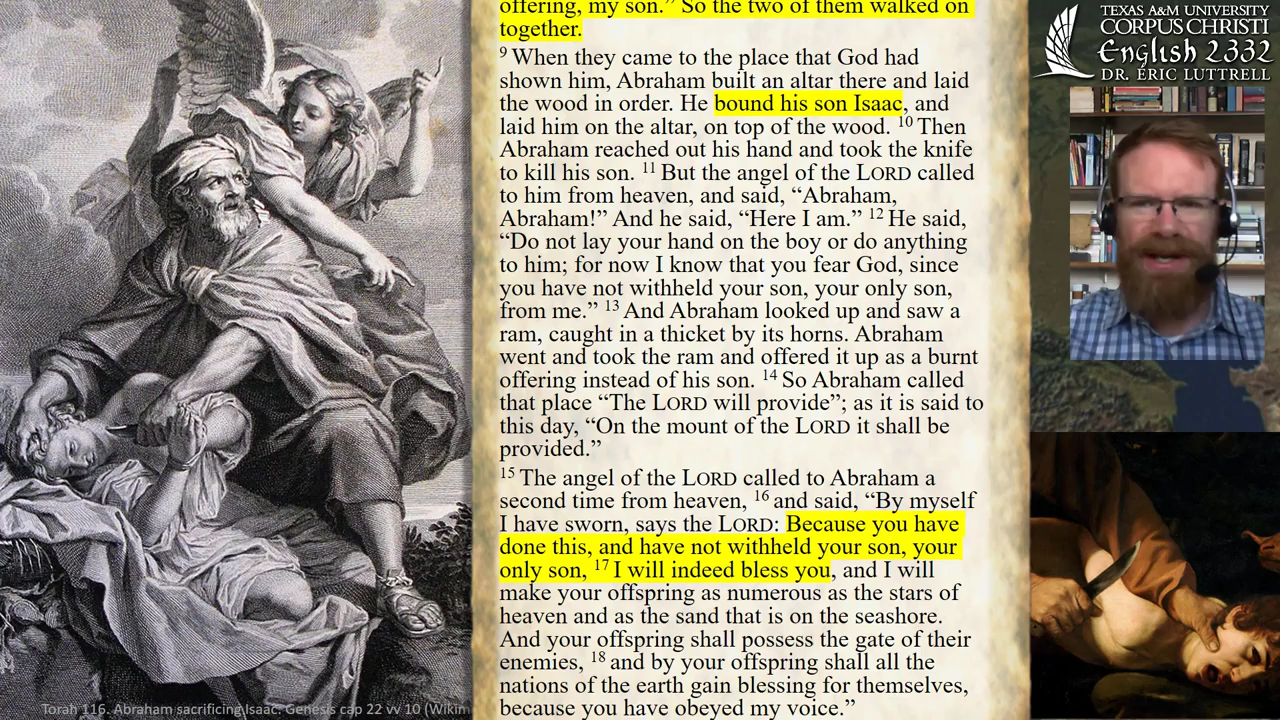 offering, my son.” So the two of them walked on
together.
9 When they came to the place that God had
shown him, Abraham built an altar there and laid
the wood in order. He bound his son Isaac, and
laid him on the altar, on top of the wood. 10 Then
Abraham reached out his hand and took the knife
to kill his son. 11 But the angel of the LORD called
to him from heaven, and said, “Abraham,
Abraham!” And he said, “Here I am.” 12 He said,
“Do not lay your hand on the boy or do anything
to him; for now I know that you fear God, since
you have not withheld your son, your only son,
from me.” 13 And Abraham looked up and saw a
ram, caught in a thicket by its horns. Abraham
went and took the ram and offered it up as a burnt
offering instead of his son. 14 So Abraham called
that place “The LORD will provide”; as it is said to
this day, “On the mount of the LORD it shall be
provided.”
15 The angel of the LORD called to Abraham a
second time from heaven, 16 and said, “By myself
I have sworn, says the LORD: Because you have
done this, and have not withheld your son, your
only son, 17 I will indeed bless you, and I will
make your offspring as numerous as the stars of
heaven and as the sand that is on the seashore.
And your offspring shall possess the gate of their
enemies, 18 and by your offspring shall all the
nations of the earth gain blessing for themselves,
because you have obeyed my voice.”
TEXAS A&M UNIVERSITY
CORPUS CHRISTI
English 2332
DR. ERIC LUTTRELL
Torah 116. Abraham sacrificing Isaac. Genesis cap 22 vv 10 (Wikim